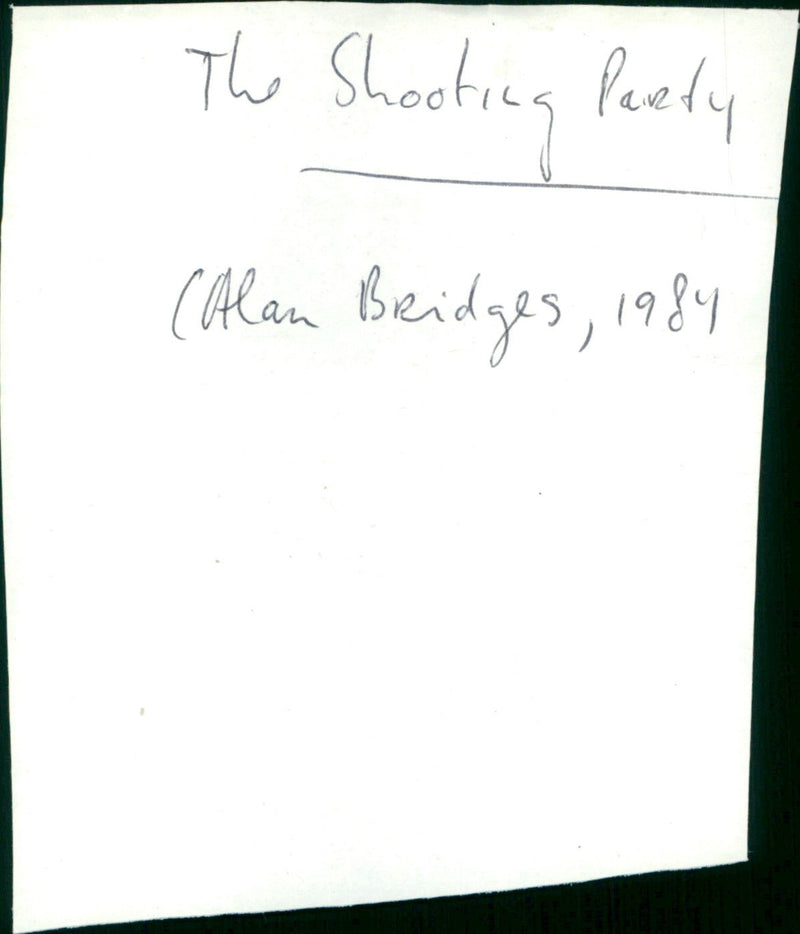 The Shooting Party
(Alan Bridges, 1984